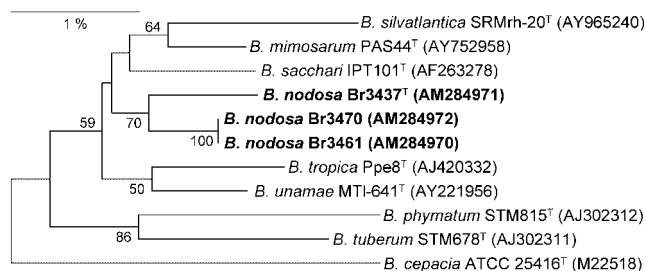 1 %
64
B. silvatlantica SRMrh-20ᵀ (AY965240)
B. mimosarum PAS44ᵀ (AY752958)
B. sacchari IPT101ᵀ (AF263278)
B. nodosa Br3437ᵀ (AM284971)
59
70
B. nodosa Br3470 (AM284972)
100
B. nodosa Br3461 (AM284970)
B. tropica Ppe8ᵀ (AJ420332)
50
B. unamae MTI-641ᵀ (AY221956)
B. phymatum STM815ᵀ (AJ302312)
86
B. tuberum STM678ᵀ (AJ302311)
B. cepacia ATCC 25416ᵀ (M22518)